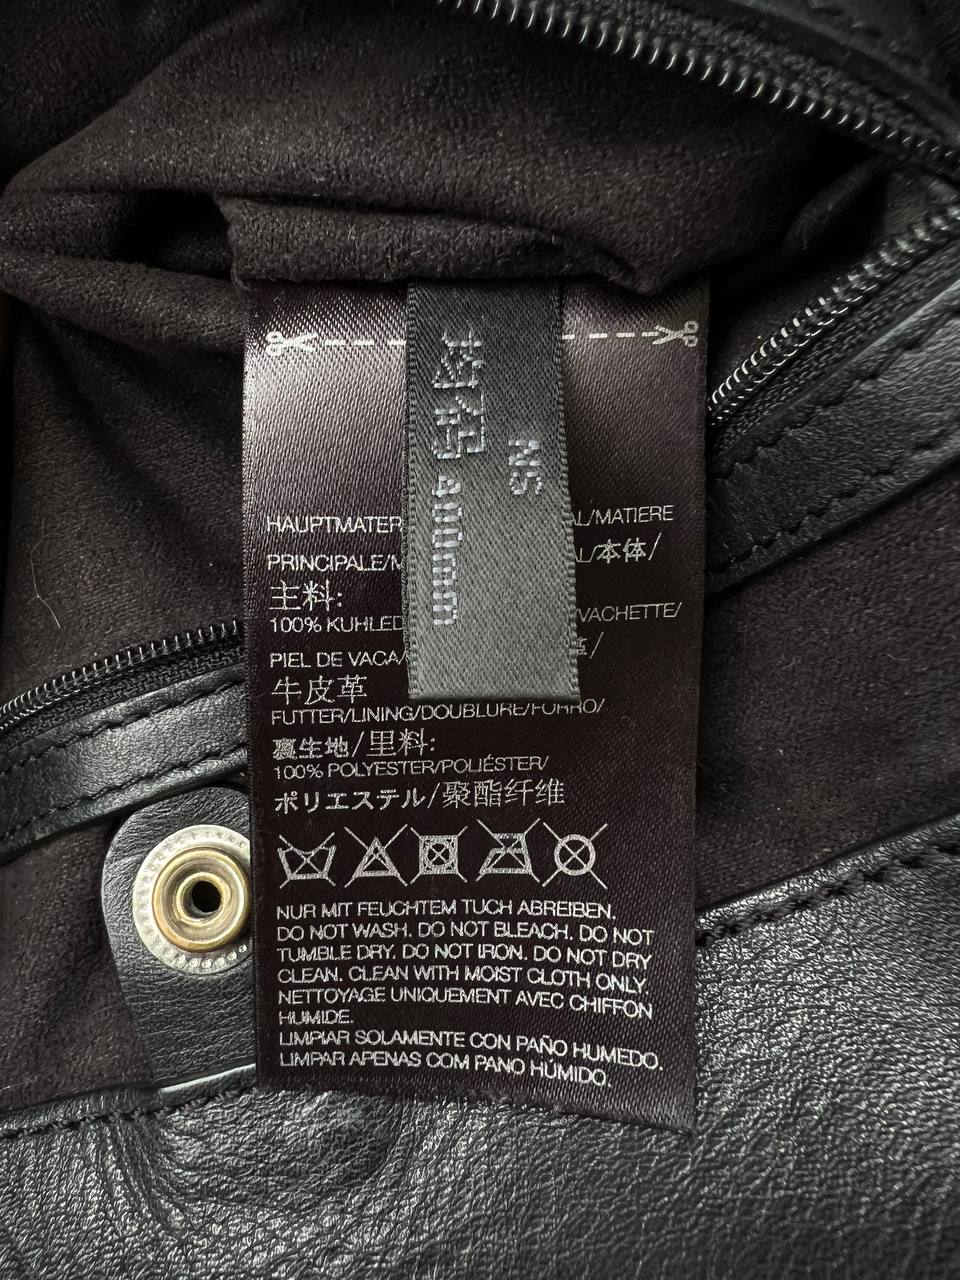 均码 400mm
NS
HAUPTMATER
AL/MATIERE
PRINCIPALE/M
AL/本体/
主料:
100% KUHLED
VACHETTE/
PIEL DE VACA/
革/
牛皮革
FUTTER/LINING/DOUBLURE/FORRO/
裏生地/里料:
100% POLYESTER/POLIÉSTER/
ポリエステル/聚酯纤维
NUR MIT FEUCHTEM TUCH ABREIBEN.
DO NOT WASH. DO NOT BLEACH. DO NOT
TUMBLE DRY. DO NOT IRON. DO NOT DRY
CLEAN. CLEAN WITH MOIST CLOTH ONLY
NETTOYAGE UNIQUEMENT AVEC CHIFFON
HUMIDE.
LIMPIAR SOLAMENTE CON PAÑO HUMEDO.
LIMPAR APENAS COM PANO HÚMIDO.